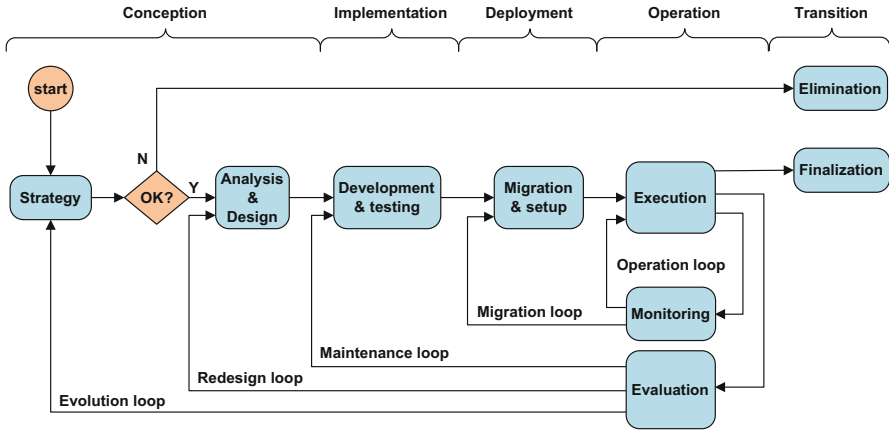 Conception
Implementation
Deployment
Operation
Transition
start
Elimination
N
Strategy
OK?
Y
Analysis
&
Design
Development
& testing
Migration
& setup
Execution
Finalization
Operation loop
Migration loop
Monitoring
Maintenance loop
Redesign loop
Evaluation
Evolution loop